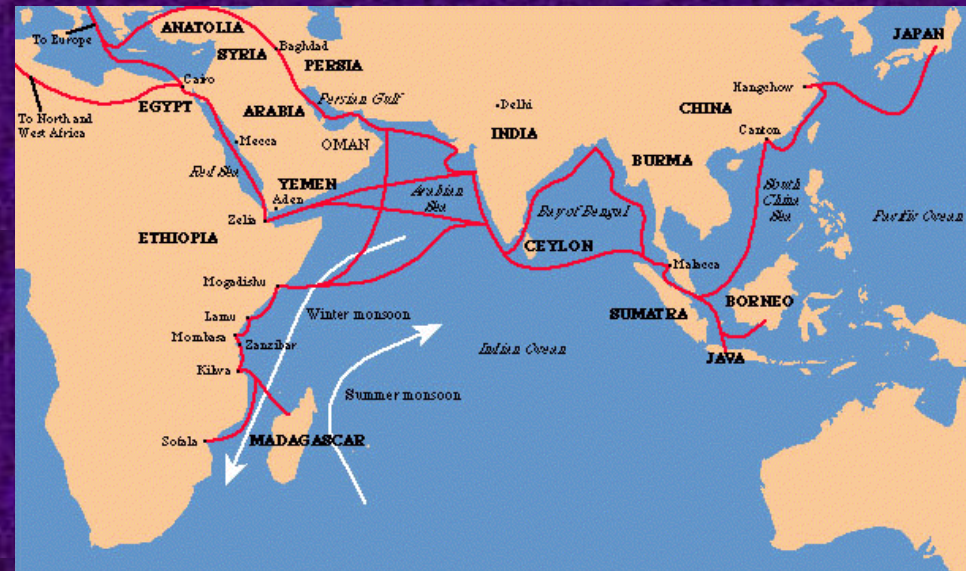 ANATOLIA
JAPAN
To Europe
SYRIA
Baghdad
PERSIA
Cairo
Hangchow
Persian Gulf
Delhi
CHINA
EGYPT
ARABIA
To North and
West Africa
INDIA
Canton
Mecca
OMAN
BURMA
Red Sea
YEMEN
Aden
Arabian
Sea
South
China
Sea
Zelia
Bay of Bengal
Pacific Ocean
ETHIOPIA
CEYLON
Malacca
Mogadishu
BORNEO
Lamu
Winter monsoon
SUMATRA
Mombasa
Zanzibar
Indian Ocean
JAVA
Kilwa
Summer monsoon
Sofala
MADAGASCAR